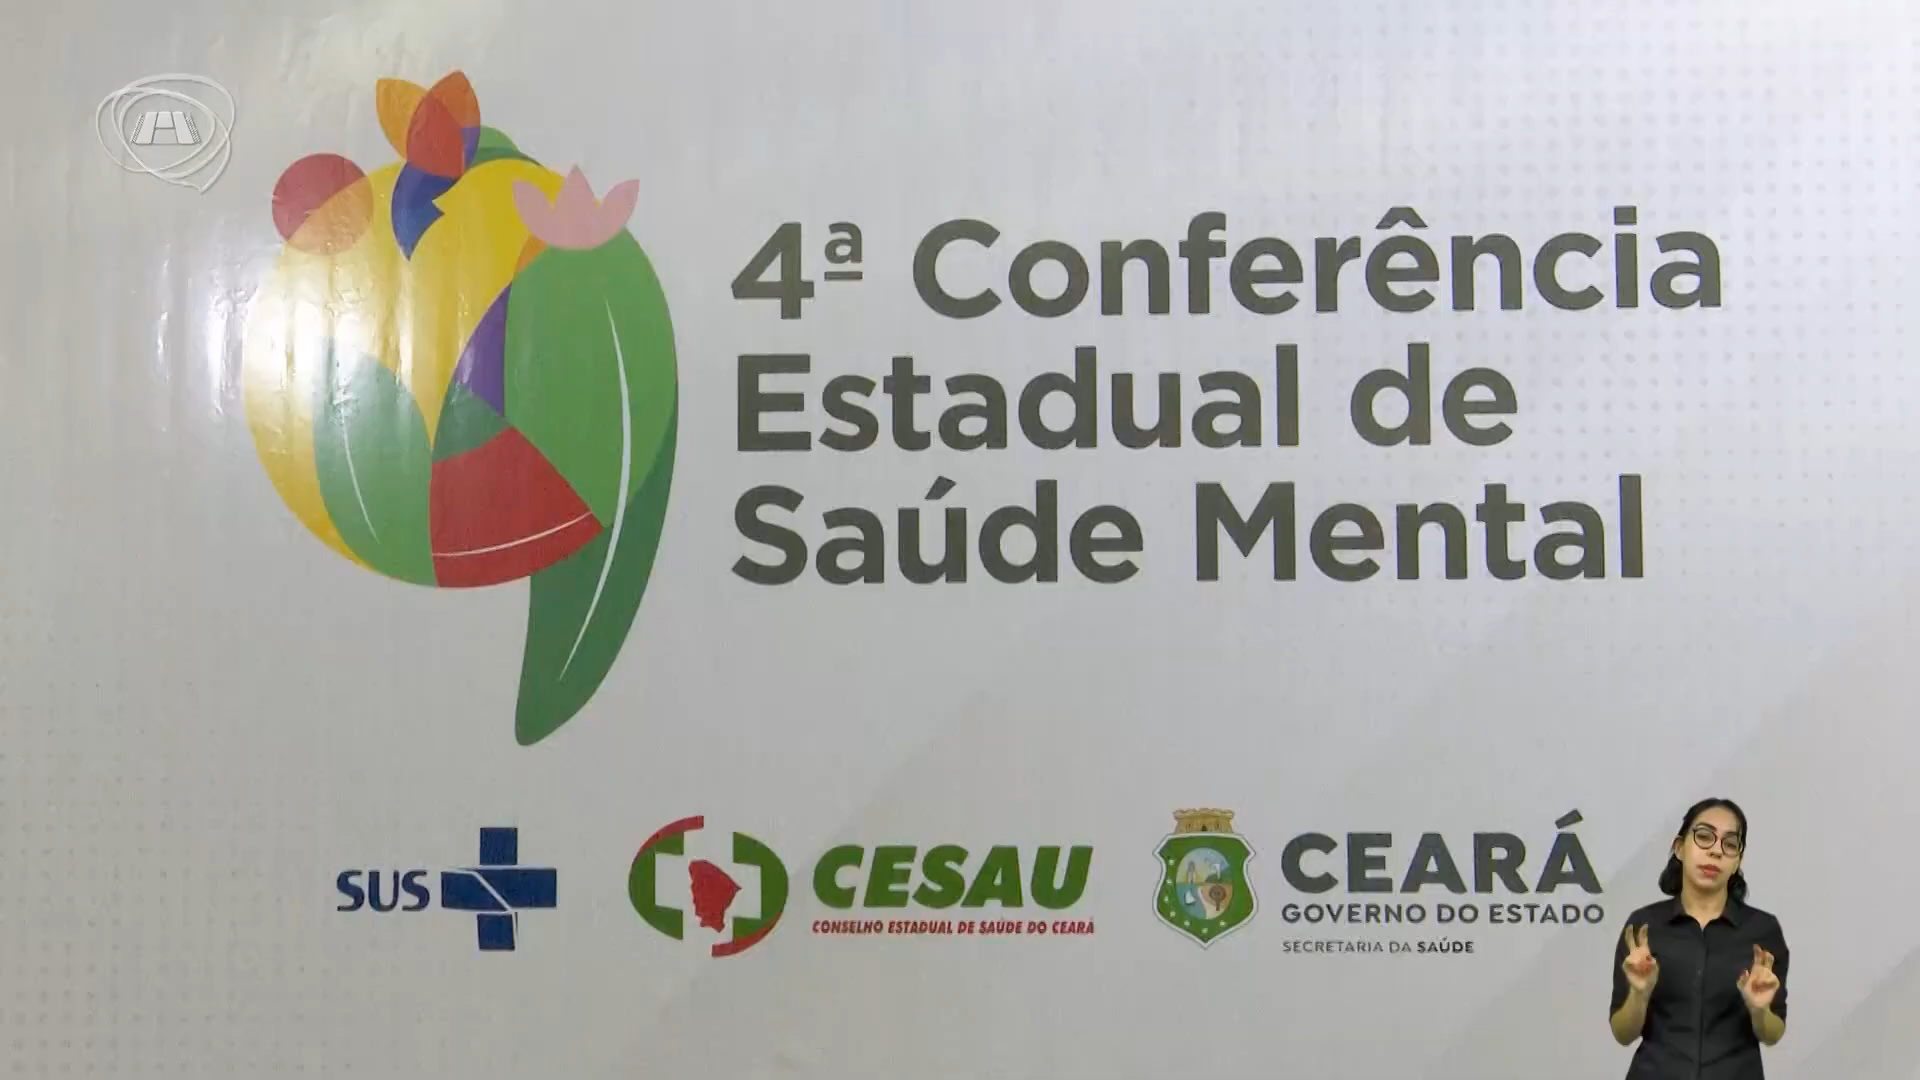 4ª Conferência
Estadual de
Saúde Mental
SUS
CESAU
CONSELHO ESTADUAL DE SAÚDE DO CEARÁ
CEARÁ
GOVERNO DO ESTADO
SECRETARIA DA SAÚDE